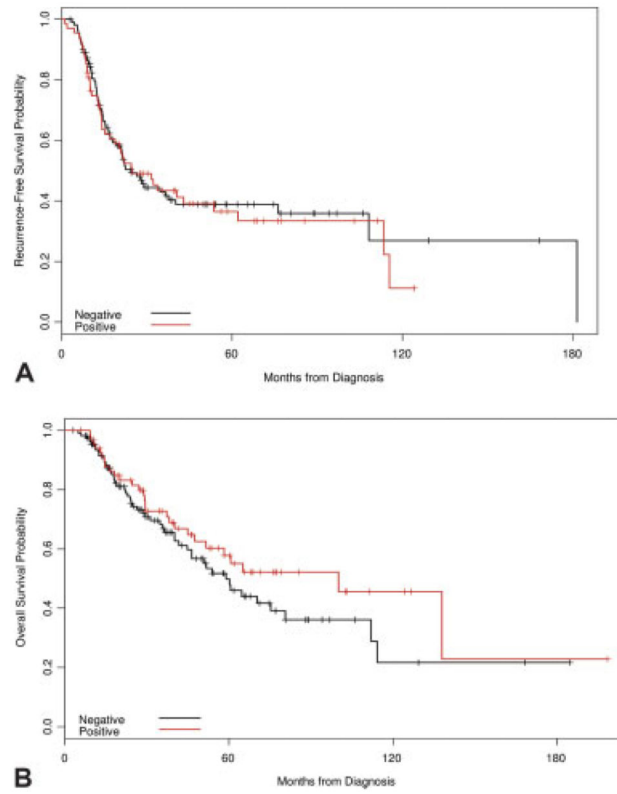 Recurrence-Free Survival Probability
1.0
0.8
0.6
0.4
0.2
0.0
Negative
Positive
0 60 120 180
Months from Diagnosis
A
Overall Survival Probability
1.0
0.8
0.6
0.4
0.2
0.0
Negative
Positive
0 60 120 180
Months from Diagnosis
B